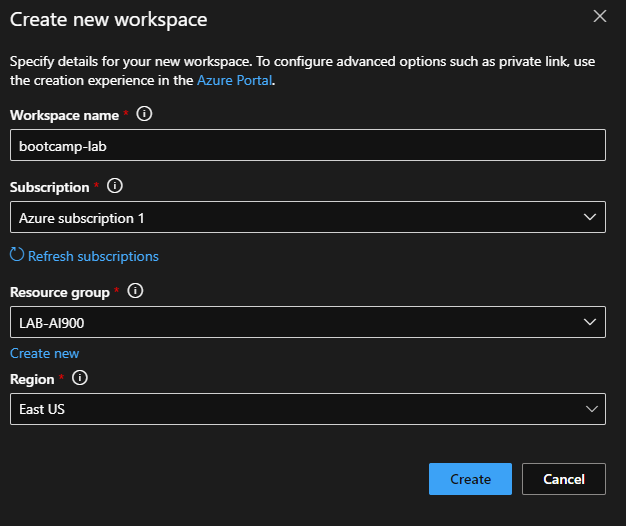 Create new workspace
Specify details for your new workspace. To configure advanced options such as private link, use
the creation experience in the Azure Portal.
Workspace name *
bootcamp-lab
Subscription *
Azure subscription 1
Refresh subscriptions
Resource group *
LAB-AI900
Create new
Region *
East US
Create Cancel